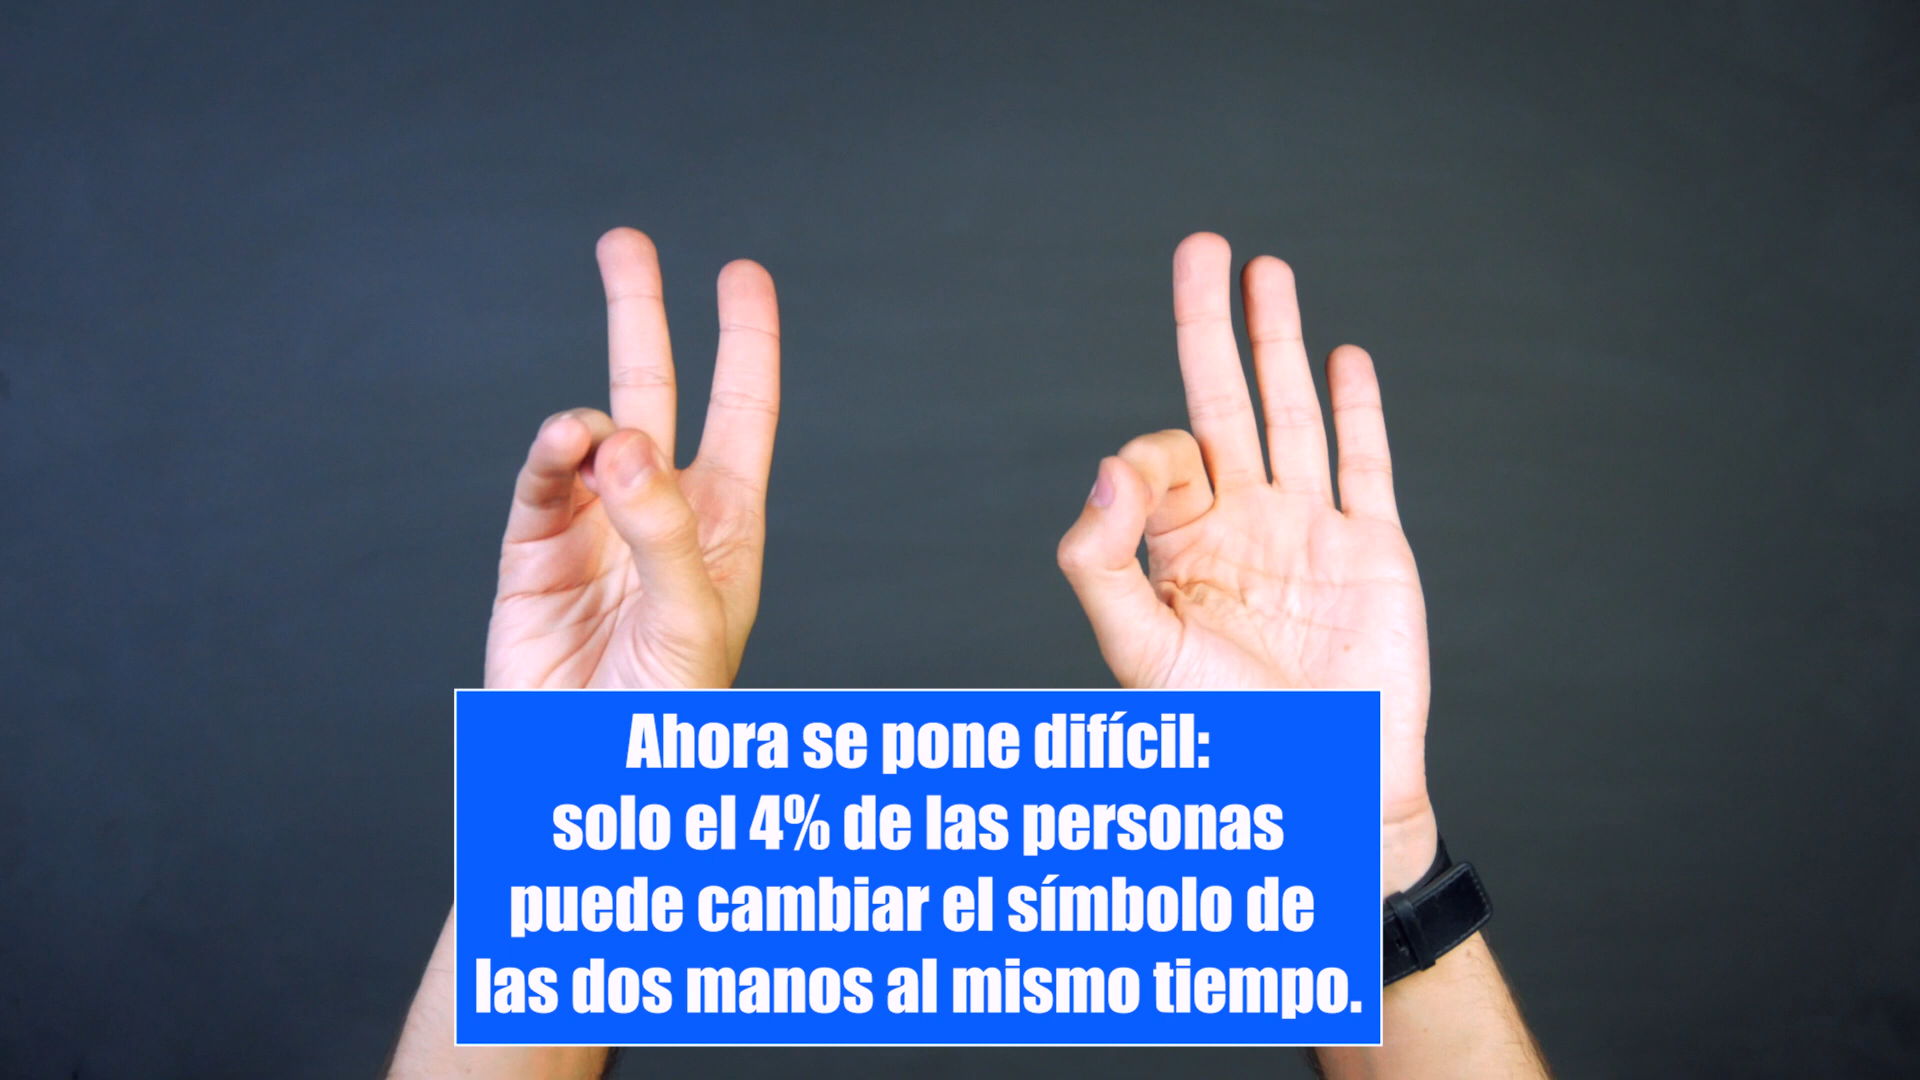 Ahora se pone difícil:
solo el 4% de las personas
puede cambiar el símbolo de
las dos manos al mismo tiempo.